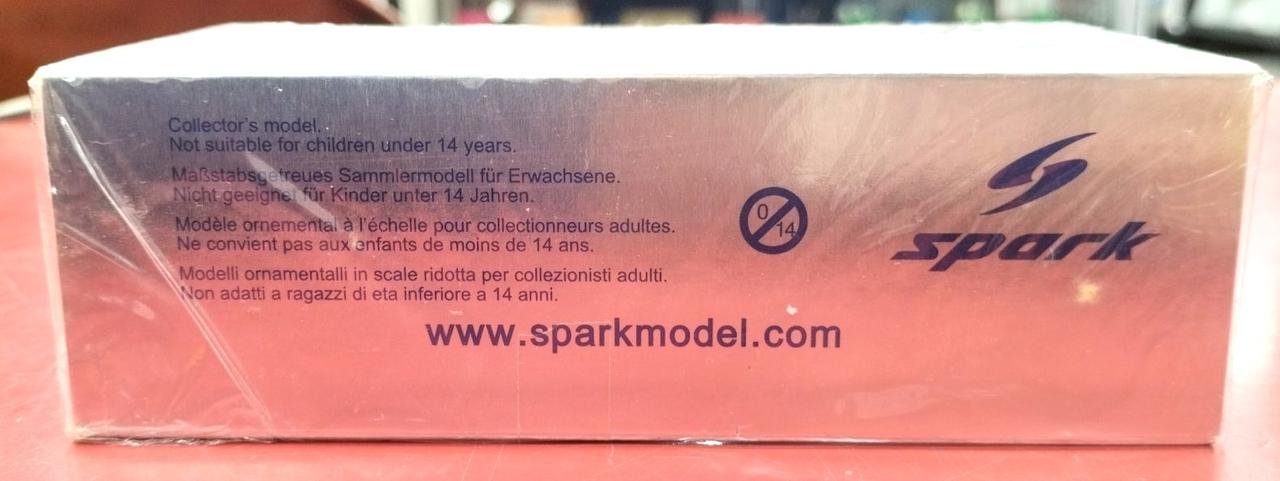 Collector's model.
Not suitable for children under 14 years.
Maßstabsgetreues Sammlermodell für Erwachsene.
Nicht geeignet für Kinder unter 14 Jahren.
Modèle ornemental à l'échelle pour collectionneurs adultes.
Ne convient pas aux enfants de moins de 14 ans.
Modelli ornamentalli in scale ridotta per collezionisti adulti.
Non adatti a ragazzi di eta inferiore a 14 anni.
0/14
spark
www.sparkmodel.com